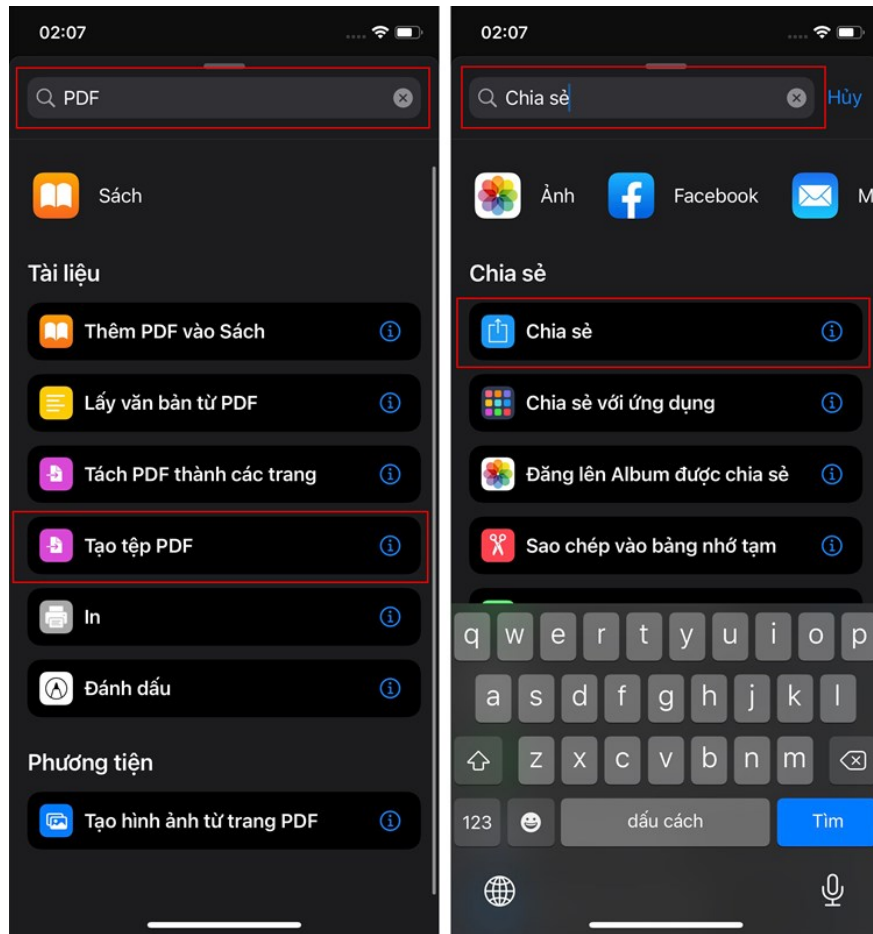 02:07
PDF
Sách
Tài liệu
Thêm PDF vào Sách
Lấy văn bản từ PDF
Tách PDF thành các trang
Tạo tệp PDF
In
Đánh dấu
Phương tiện
Tạo hình ảnh từ trang PDF
02:07
Chia sẻ
Hủy
Ảnh
Facebook
M
Chia sẻ
Chia sẻ
Chia sẻ với ứng dụng
Đăng lên Album được chia sẻ
Sao chép vào bảng nhớ tạm
q w e r t y u i o p
a s d f g h j k l
z x c v b n m
123
dấu cách
Tìm